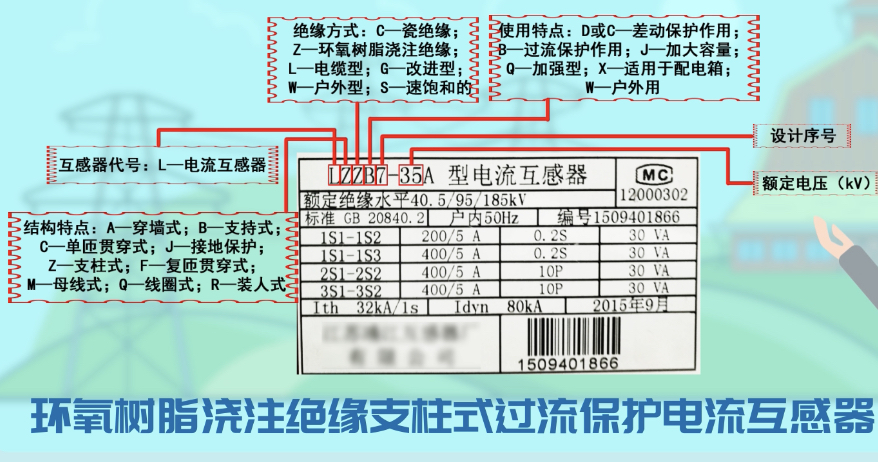 绝缘方式：C—瓷绝缘；
Z—环氧树脂浇注绝缘；
L—电缆型；G—改进型；
W—户外型；S—速饱和的
使用特点：D或C—差动保护作用；
B—过流保护作用；J—加大容量；
Q—加强型；X—适用于配电箱；
W—户外用
设计序号
互感器代号：L—电流互感器
额定电压（kV）
结构特点：A—穿墙式；B—支持式；
C—单匝贯穿式；J—接地保护；
Z—支柱式；F—复匝贯穿式；
M—母线式；Q—线圈式；R—装人式
LZZB7-35A 型电流互感器
MC
12000302
额定绝缘水平40.5/95/185kV
标准 GB 20840.2 户内50Hz 编号1509401866
1S1-1S2 200/5 A 0.2S 30 VA
1S1-1S3 400/5 A 0.2S 30 VA
2S1-2S2 400/5 A 10P 30 VA
3S1-3S2 400/5 A 10P 30 VA
Ith 32kA/1s Idyn 80kA 2015年9月
1509401866
环氧树脂浇注绝缘支柱式过流保护电流互感器